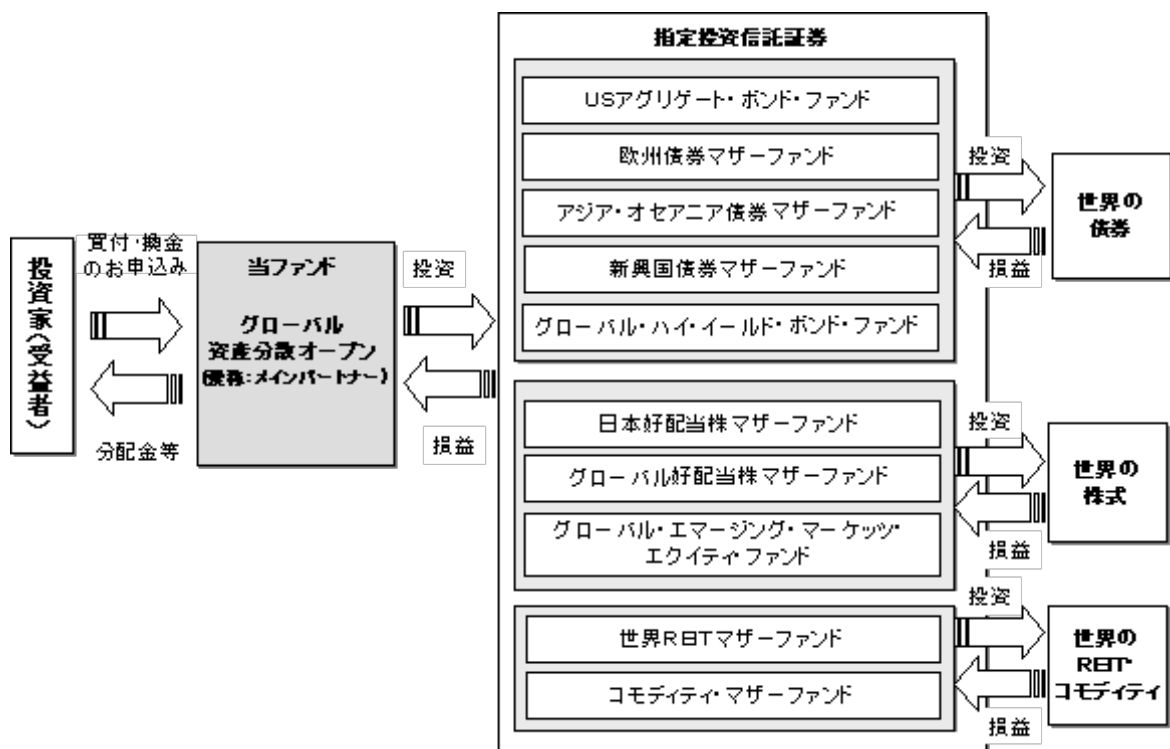 指定投資信託証券
USアグリゲート・ボンド・ファンド
欧州債券マザーファンド
アジア・オセアニア債券マザーファンド
新興国債券マザーファンド
グローバル・ハイ・イールド・ボンド・ファンド
投資
損益
世界の
債券
投資家(受益者)
買付・換金
のお申込み
分配金等
当ファンド
グローバル
資産分散オープン
(愛称:メインパートナー)
投資
損益
日本好配当株マザーファンド
グローバル好配当株マザーファンド
グローバル・エマージング・マーケッツ・
エクイティ・ファンド
投資
損益
世界の
株式
世界REITマザーファンド
コモディティ・マザーファンド
投資
損益
世界の
REIT・
コモディティ